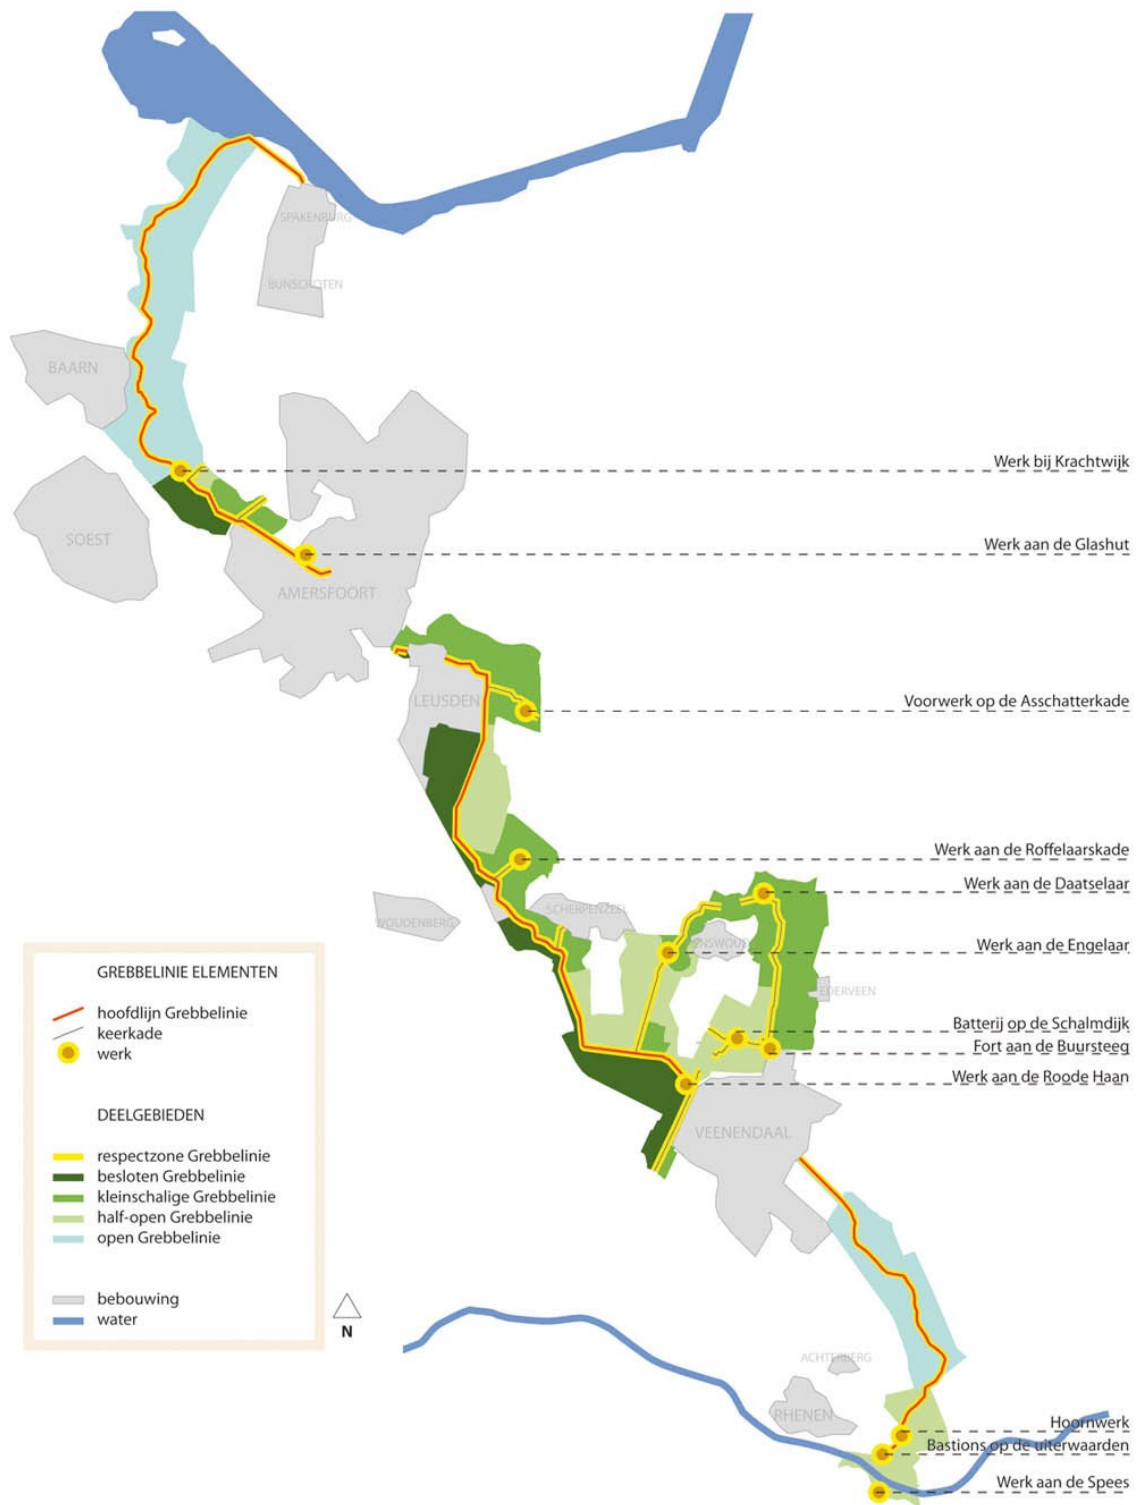 SPAKENBURG
BUNSCHOTEN
BAARN
Werk bij Krachtwijk
SOEST
Werk aan de Glashut
AMERSFOORT
LEUSDEN
Voorwerk op de Asschatterkade
Werk aan de Roffelaarskade
Werk aan de Daatselaar
SCHERPENZEEL
WOUDENBERG
Werk aan de Engelaar
EDERVEEN
Batterij op de Schalmdijk
Fort aan de Buursteeg
Werk aan de Roode Haan
VEENENDAAL
GREBBELINIE ELEMENTEN
hoofdlijn Grebbelinie
keerkade
werk
DEELGEBIEDEN
respectzone Grebbelinie
besloten Grebbelinie
kleinschalige Grebbelinie
half-open Grebbelinie
open Grebbelinie
bebouwing
water
N
ACHTERBERG
RHENEN
Hoornwerk
Bastions op de uiterwaarden
Werk aan de Spees